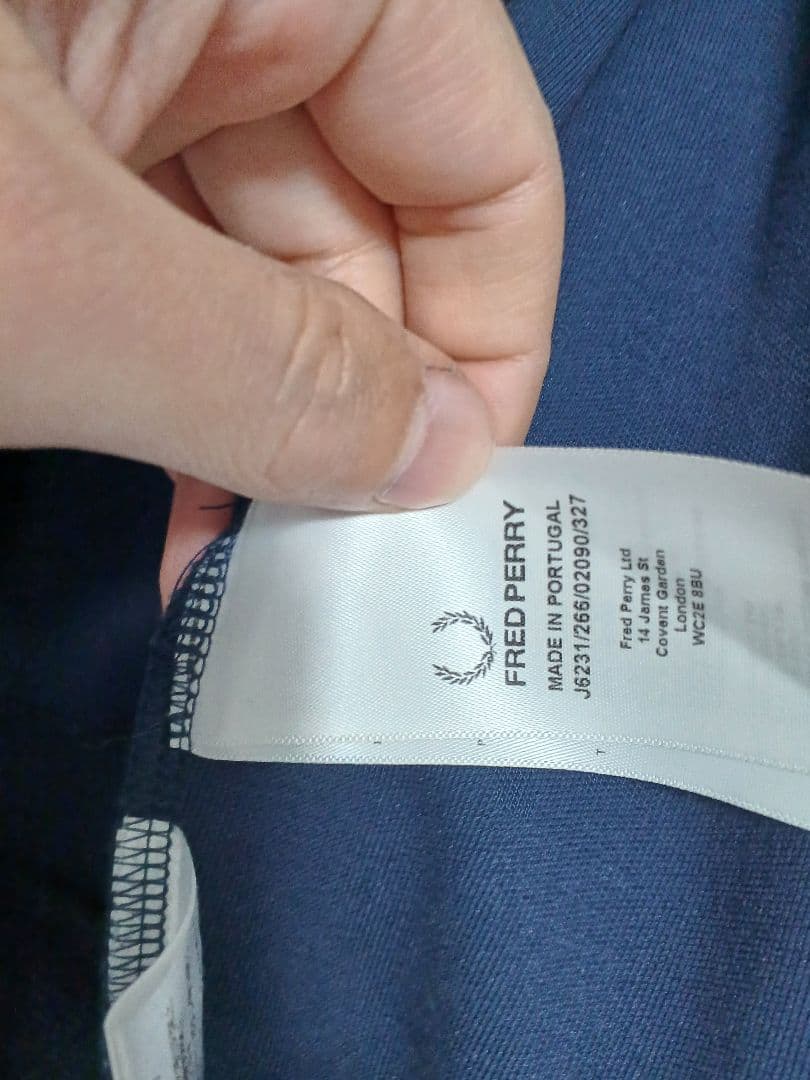 FRED PERRY
MADE IN PORTUGAL
J6231/266/02090/327
Fred Perry Ltd
14 James St
Covent Garden
London
WC2E 8BU